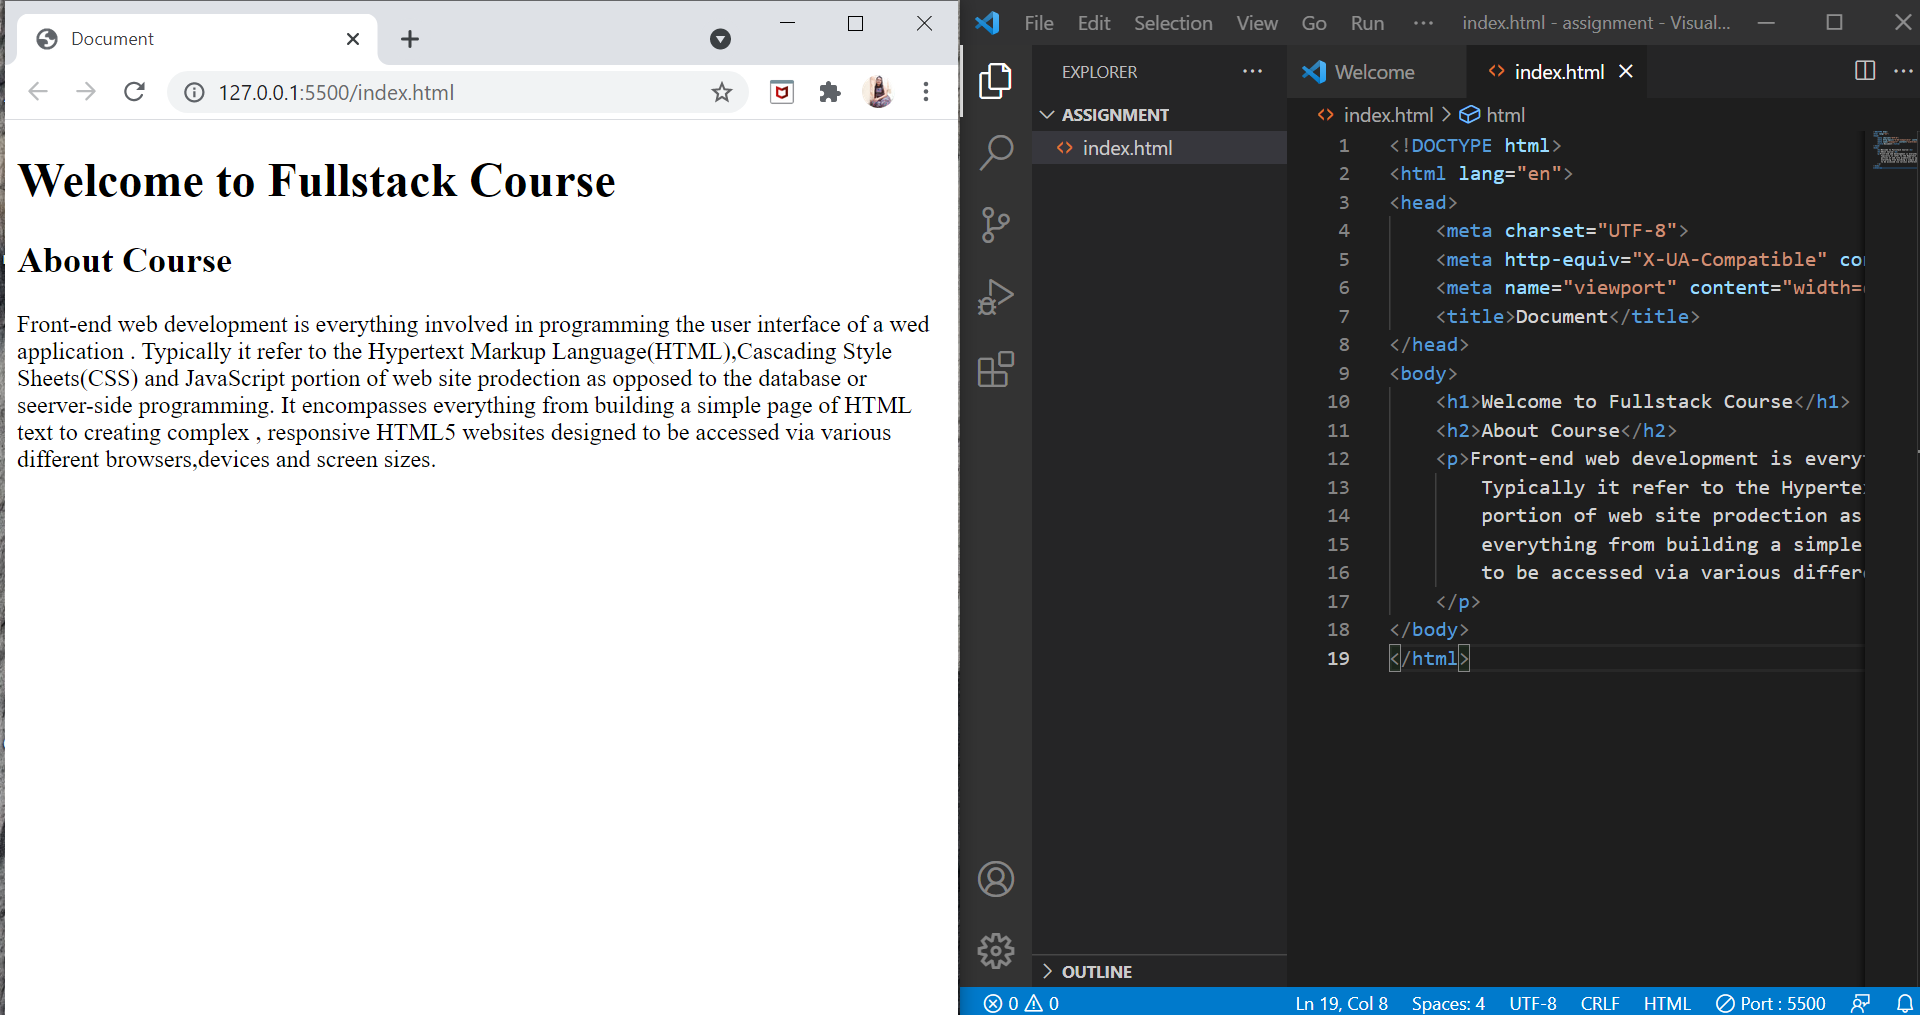 Document
127.0.0.1:5500/index.html
Welcome to Fullstack Course
About Course
Front-end web development is everything involved in programming the user interface of a wed
application . Typically it refer to the Hypertext Markup Language(HTML),Cascading Style
Sheets(CSS) and JavaScript portion of web site prodection as opposed to the database or
seerver-side programming. It encompasses everything from building a simple page of HTML
text to creating complex , responsive HTML5 websites designed to be accessed via various
different browsers,devices and screen sizes.
File Edit Selection View Go Run ··· index.html - assignment - Visual...
EXPLORER ···
ASSIGNMENT
index.html
OUTLINE
Welcome index.html
index.html > html
1 <!DOCTYPE html>
2 <html lang="en">
3 <head>
4 <meta charset="UTF-8">
5 <meta http-equiv="X-UA-Compatible" co
6 <meta name="viewport" content="width=
7 <title>Document</title>
8 </head>
9 <body>
10 <h1>Welcome to Fullstack Course</h1>
11 <h2>About Course</h2>
12 <p>Front-end web development is every
13 Typically it refer to the Hyperte
14 portion of web site prodection as
15 everything from building a simple
16 to be accessed via various differ
17 </p>
18 </body>
19 </html>
0 0 Ln 19, Col 8 Spaces: 4 UTF-8 CRLF HTML Port : 5500